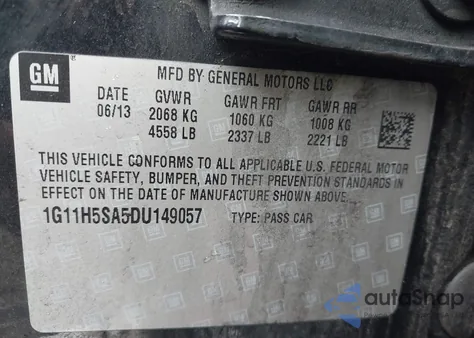 GM
MFD BY GENERAL MOTORS LLC
DATE GVWR GAWR FRT GAWR RR
06/13 2068 KG 1060 KG 1008 KG
4558 LB 2337 LB 2221 LB
THIS VEHICLE CONFORMS TO ALL APPLICABLE U.S. FEDERAL MOTOR
VEHICLE SAFETY, BUMPER, AND THEFT PREVENTION STANDARDS IN
EFFECT ON THE DATE OF MANUFACTURE SHOWN ABOVE.
1G11H5SA5DU149057 TYPE: PASS CAR
autoSnap